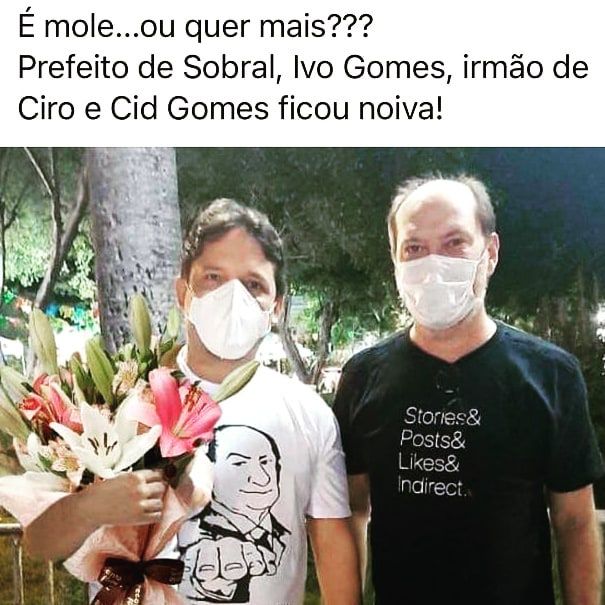 É mole...ou quer mais???
Prefeito de Sobral, Ivo Gomes, irmão de
Ciro e Cid Gomes ficou noiva!
Stories&
Posts&
Likes&
Indirect.